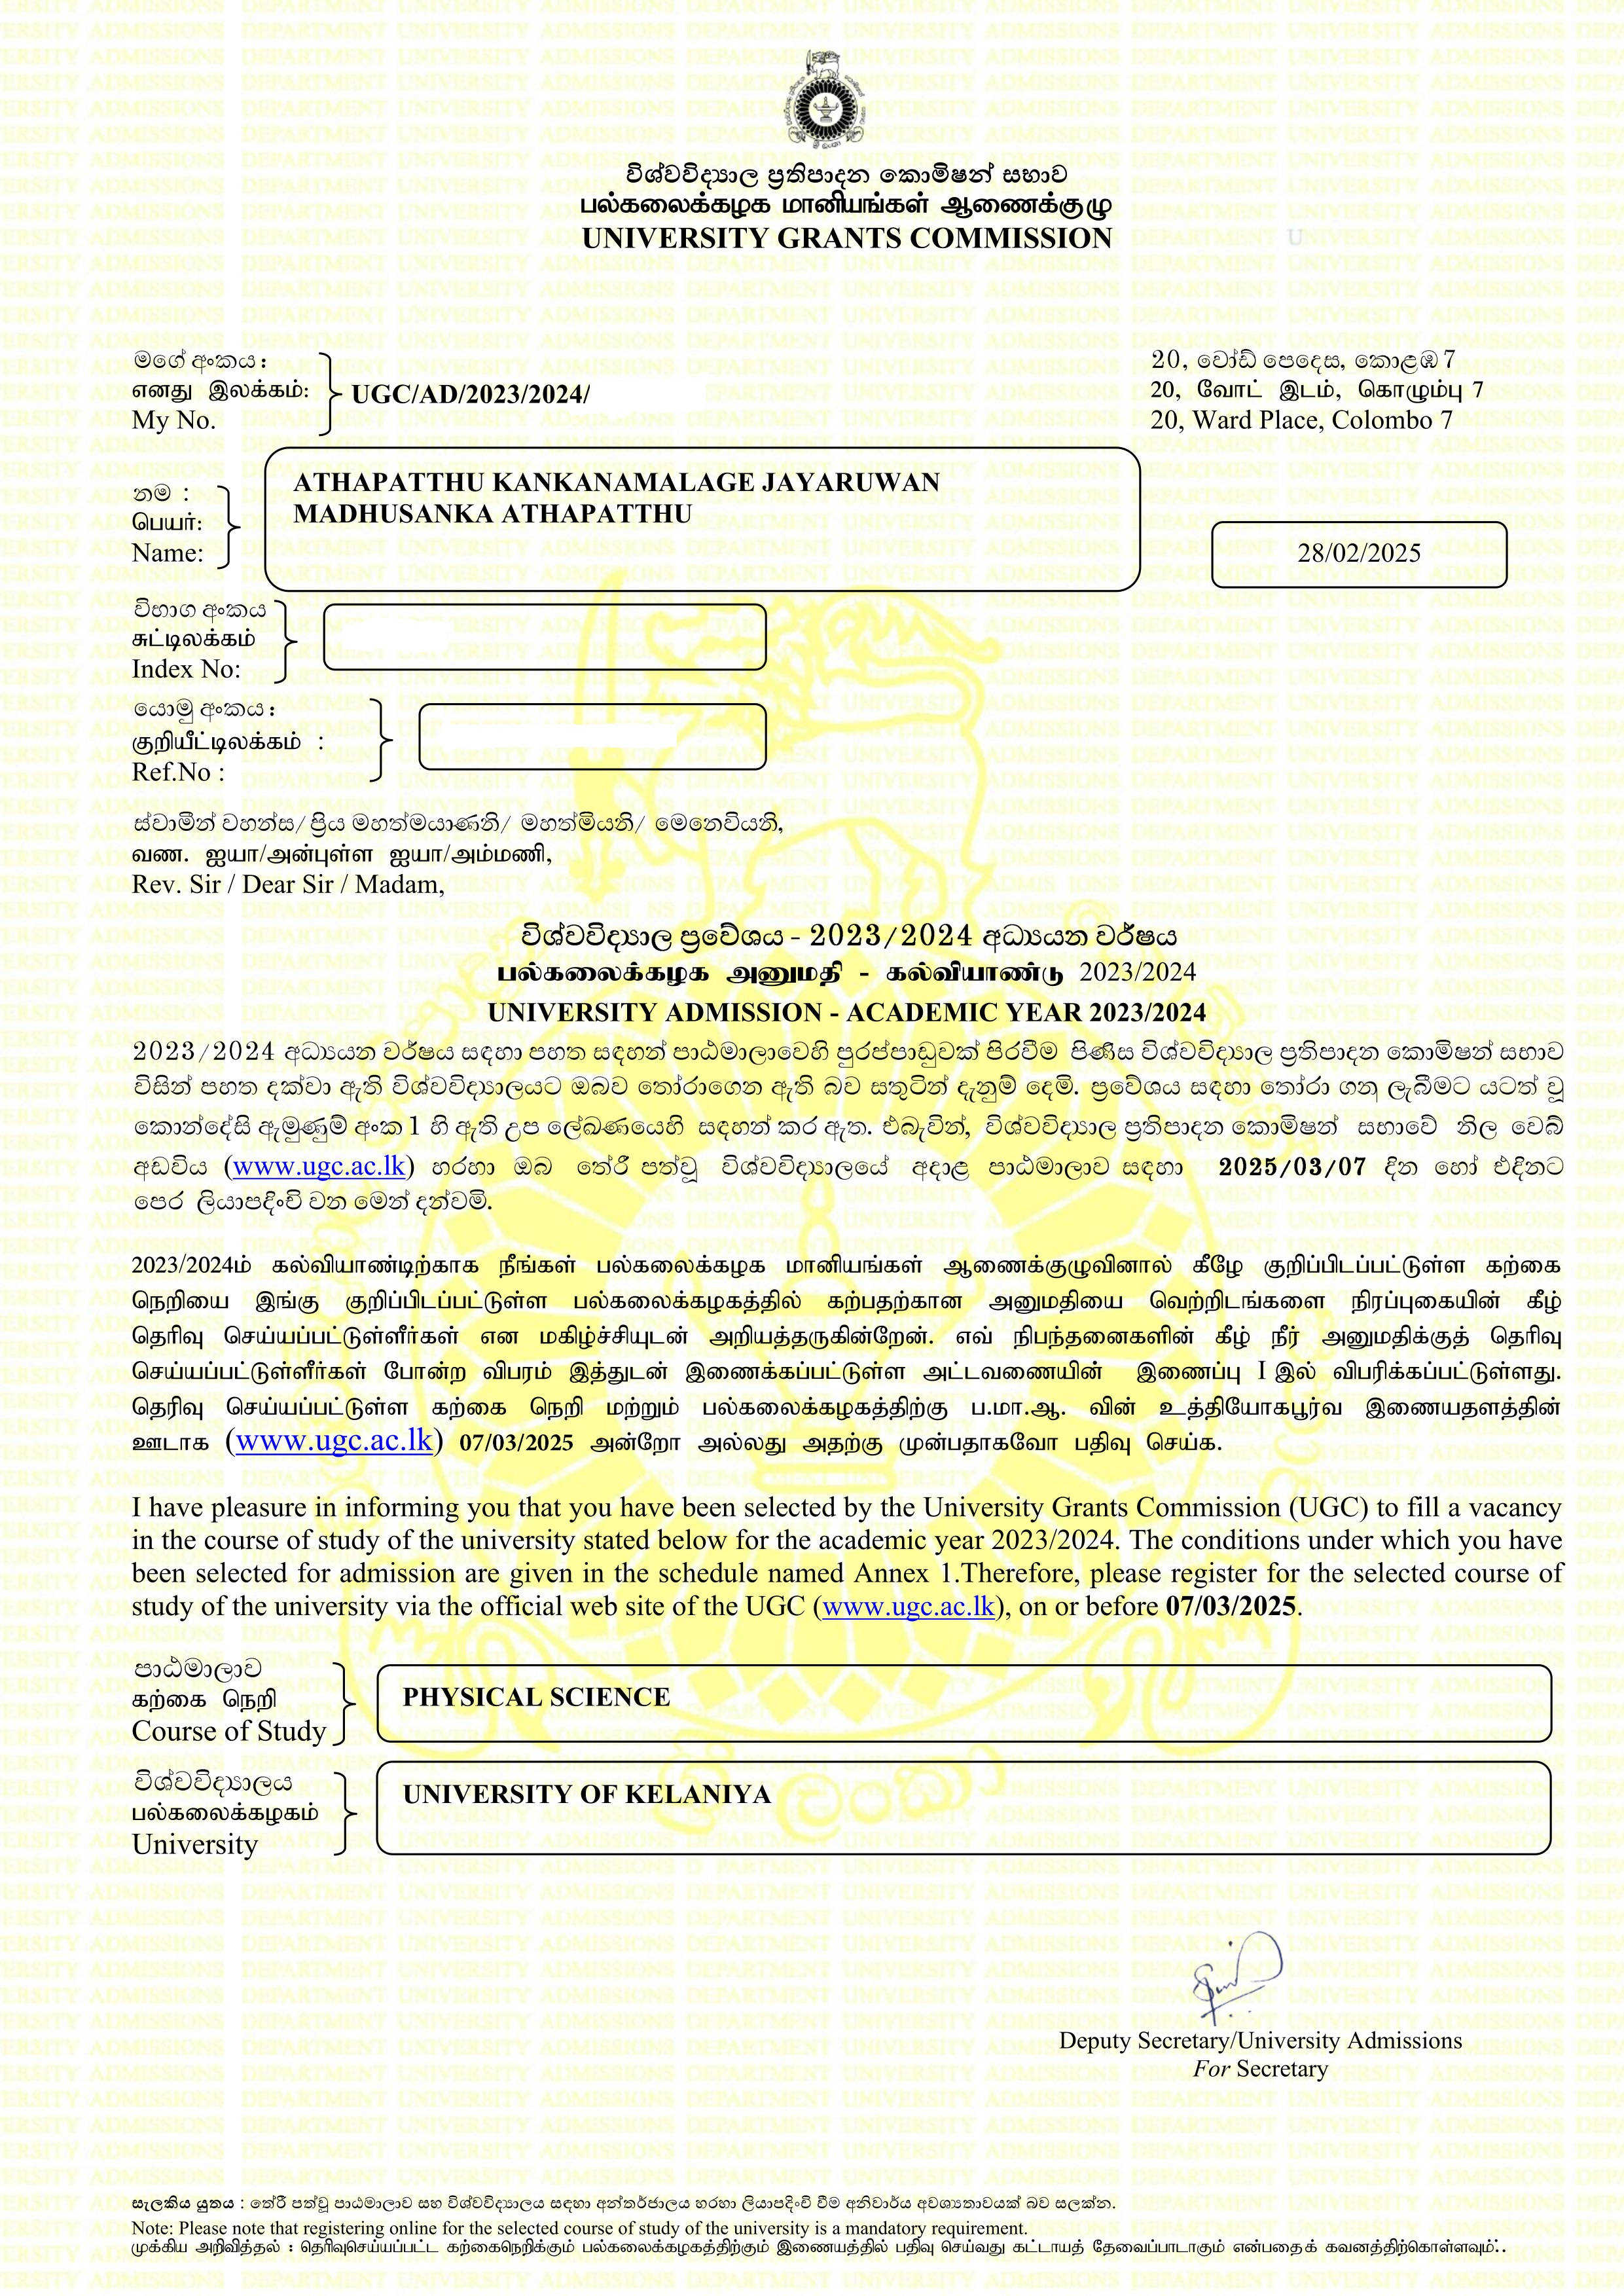 විශ්වවිද්‍යාල ප්‍රතිපාදන කොමිෂන් සභාව
பல்கலைக்கழக மானியங்கள் ஆணைக்குழு
UNIVERSITY GRANTS COMMISSION
U
මගේ අංකය :
எனது இலக்கம்:
My No.
UGC/AD/2023/2024/
20, වෝඩ් පෙදෙස, කොළඹ 7
20, வோட் இடம், கொழும்பு 7
20, Ward Place, Colombo 7
නම :
பெயர்:
Name:
ATHAPATTHU KANKANAMALAGE JAYARUWAN
MADHUSANKA ATHAPATTHU
28/02/2025
විභාග අංකය
சுட்டிலக்கம்
Index No:
යොමු අංකය :
குறியீட்டிலக்கம் :
Ref.No :
ස්වාමීන් වහන්ස/ ප්‍රිය මහත්මයාණනි/ මහත්මියනි/ මෙනෙවියනි,
வண. ஐயா/அன்புள்ள ஐயா/அம்மணி,
Rev. Sir / Dear Sir / Madam,
විශ්වවිද්‍යාල ප්‍රවේශය - 2023/2024 අධ්‍යයන වර්ෂය
பல்கலைக்கழக அனுமதி - கல்வியாண்டு 2023/2024
UNIVERSITY ADMISSION - ACADEMIC YEAR 2023/2024
2023/2024 අධ්‍යයන වර්ෂය සඳහා පහත සඳහන් පාඨමාලාවෙහි පුරප්පාඩුවක් පිරවීම පිණිස විශ්වවිද්‍යාල ප්‍රතිපාදන කොමිෂන් සභාව
විසින් පහත දක්වා ඇති විශ්වවිද්‍යාලයට ඔබව තෝරාගෙන ඇති බව සතුටින් දැනුම් දෙමි. ප්‍රවේශය සඳහා තෝරා ගනු ලැබීමට යටත් වූ
කොන්දේසි ඇමුණුම් අංක 1 හි ඇති උප ලේඛණයෙහි සඳහන් කර ඇත. එබැවින්, විශ්වවිද්‍යාල ප්‍රතිපාදන කොමිෂන් සභාවේ නිල වෙබ්
අඩවිය (www.ugc.ac.lk) හරහා ඔබ තේරී පත්වූ විශ්වවිද්‍යාලයේ අදාළ පාඨමාලාව සඳහා 2025/03/07 දින හෝ එදිනට
පෙර ලියාපදිංචි වන මෙන් දන්වමි.
2023/2024ம் கல்வியாண்டிற்காக நீங்கள் பல்கலைக்கழக மானியங்கள் ஆணைக்குழுவினால் கீழே குறிப்பிடப்பட்டுள்ள கற்கை
நெறியை இங்கு குறிப்பிடப்பட்டுள்ள பல்கலைக்கழகத்தில் கற்பதற்கான அனுமதியை வெற்றிடங்களை நிரப்புகையின் கீழ்
தெரிவு செய்யப்பட்டுள்ளீர்கள் என மகிழ்ச்சியுடன் அறியத்தருகின்றேன். எவ் நிபந்தனைகளின் கீழ் நீர் அனுமதிக்குத் தெரிவு
செய்யப்பட்டுள்ளீர்கள் போன்ற விபரம் இத்துடன் இணைக்கப்பட்டுள்ள அட்டவணையின் இணைப்பு I இல் விபரிக்கப்பட்டுள்ளது.
தெரிவு செய்யப்பட்டுள்ள கற்கை நெறி மற்றும் பல்கலைக்கழகத்திற்கு ப.மா.ஆ. வின் உத்தியோகபூர்வ இணையதளத்தின்
ஊடாக (www.ugc.ac.lk) 07/03/2025 அன்றோ அல்லது அதற்கு முன்பதாகவோ பதிவு செய்க.
I have pleasure in informing you that you have been selected by the University Grants Commission (UGC) to fill a vacancy
in the course of study of the university stated below for the academic year 2023/2024. The conditions under which you have
been selected for admission are given in the schedule named Annex 1.Therefore, please register for the selected course of
study of the university via the official web site of the UGC (www.ugc.ac.lk), on or before 07/03/2025.
පාඨමාලාව
கற்கை நெறி
Course of Study
PHYSICAL SCIENCE
විශ්වවිද්‍යාලය
பல்கலைக்கழகம்
University
UNIVERSITY OF KELANIYA
Deputy Secretary/University Admissions
For Secretary
සැලකිය යුතය : තේරී පත්වූ පාඨමාලාව සහ විශ්වවිද්‍යාලය සඳහා අන්තර්ජාලය හරහා ලියාපදිංචි වීම අනිවාර්ය අවශ්‍යතාවයක් බව සලක්න.
Note: Please note that registering online for the selected course of study of the university is a mandatory requirement.
முக்கிய அறிவித்தல் : தெரிவுசெய்யப்பட்ட கற்கைநெறிக்கும் பல்கலைக்கழகத்திற்கும் இணையத்தில் பதிவு செய்வது கட்டாயத் தேவைப்பாடாகும் என்பதைக் கவனத்திற்கொள்ளவும்.